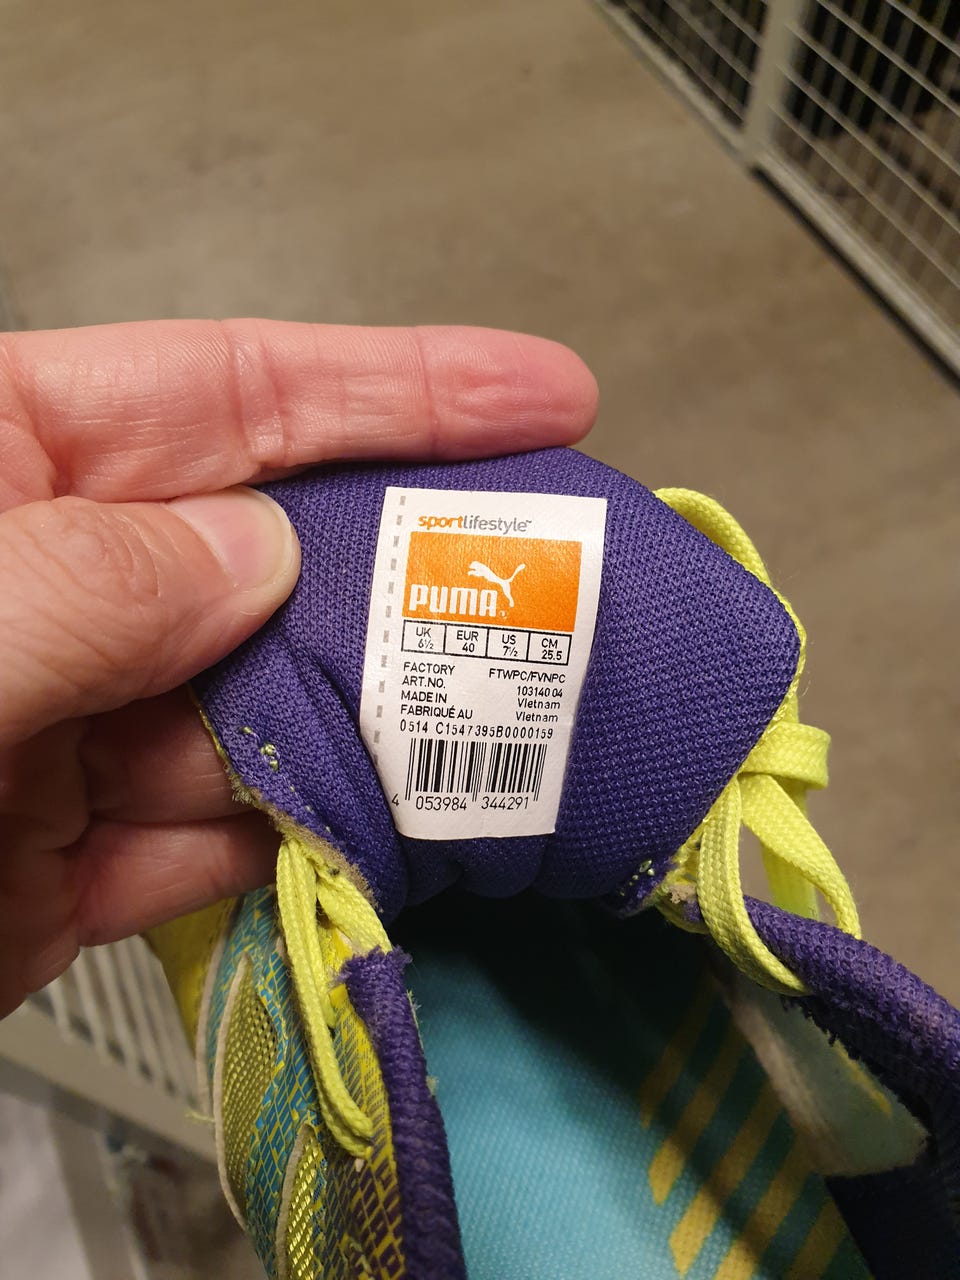 sportlifestyle™
PUMA®
UK EUR US CM
6½ 40 7½ 25.5
FACTORY FTWPC/FVNPC
ART.NO. 103140 04
MADE IN Vietnam
FABRIQUÉ AU Vietnam
0514 C1547395B0000159
4 053984 344291